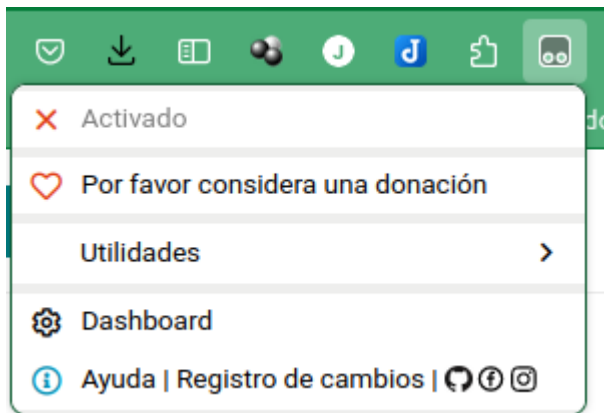 J
J
Activado
Por favor considera una donación
Utilidades
Dashboard
Ayuda | Registro de cambios |